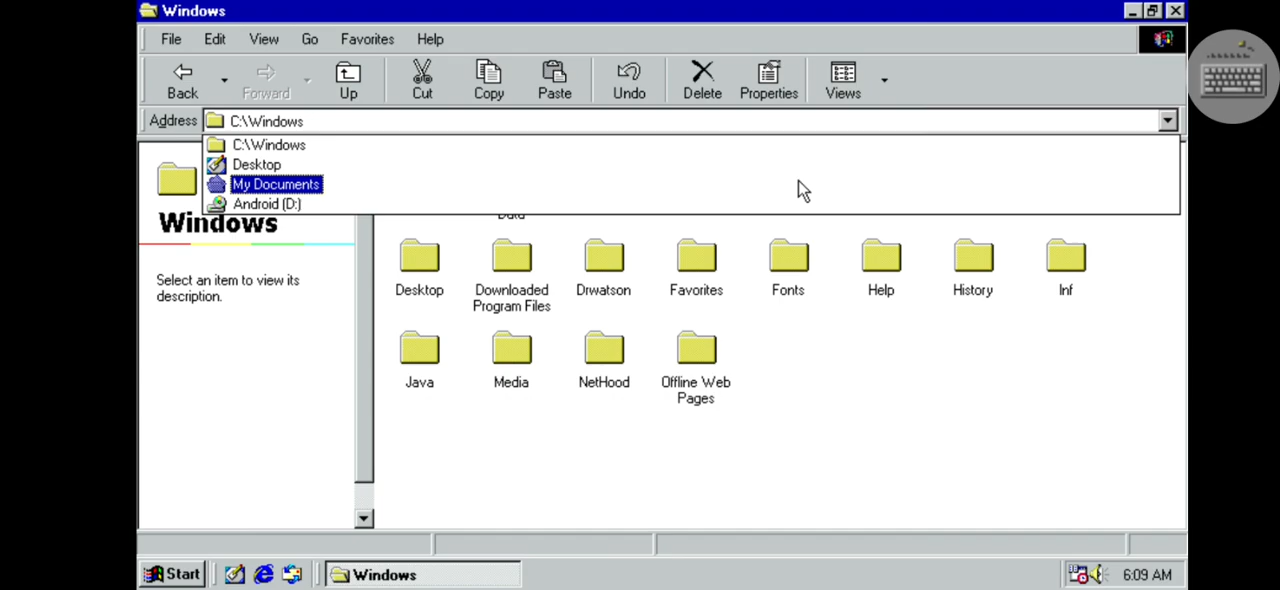 Windows
File Edit View Go Favorites Help
Back Forward Up Cut Copy Paste Undo Delete Properties Views
Address C:\Windows
C:\Windows
Desktop
My Documents
Android (D:)
Windows
Select an item to view its
description.
Data
Desktop Downloaded Drwatson Favorites Fonts Help History Inf
Program Files
Java Media NetHood Offline Web
Pages
Start Windows 6:09 AM